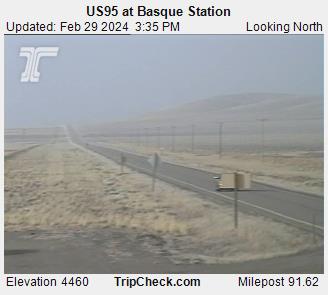 US95 at Basque Station
Updated: Feb 29 2024  3:35 PM Looking North
Elevation 4460 TripCheck.com Milepost 91.62